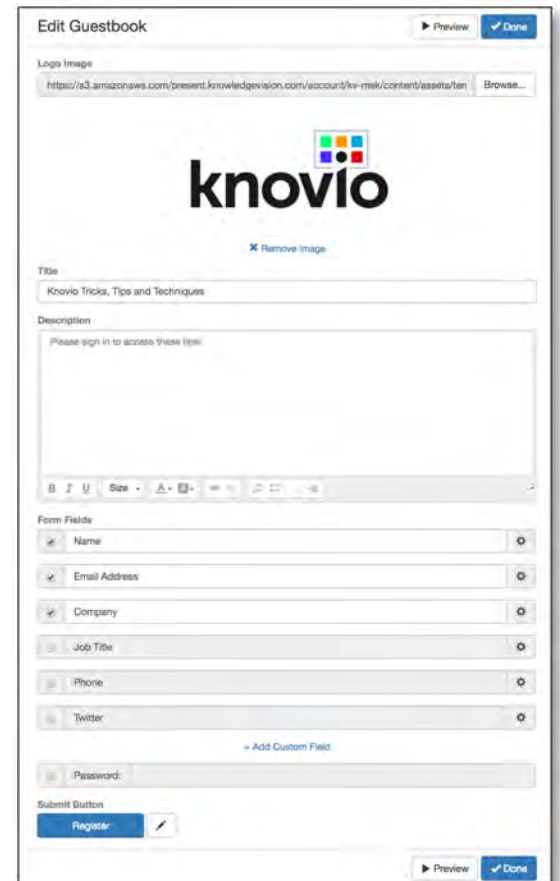 Edit Guestbook
Preview
Done
Logo Image
https://s3.amazonaws.com/present.knowledgevision.com/account/kv-mek/content/assets/ten
Browse...
knovio
Remove Image
Title
Knovio Tricks, Tips and Techniques
Description
Please sign in to access these
B I U Size A
Form Fields
Name
Email Address
Company
Job Title
Phone
Twitter
+ Add Custom Field
Password:
Submit Button
Register
Preview
Done